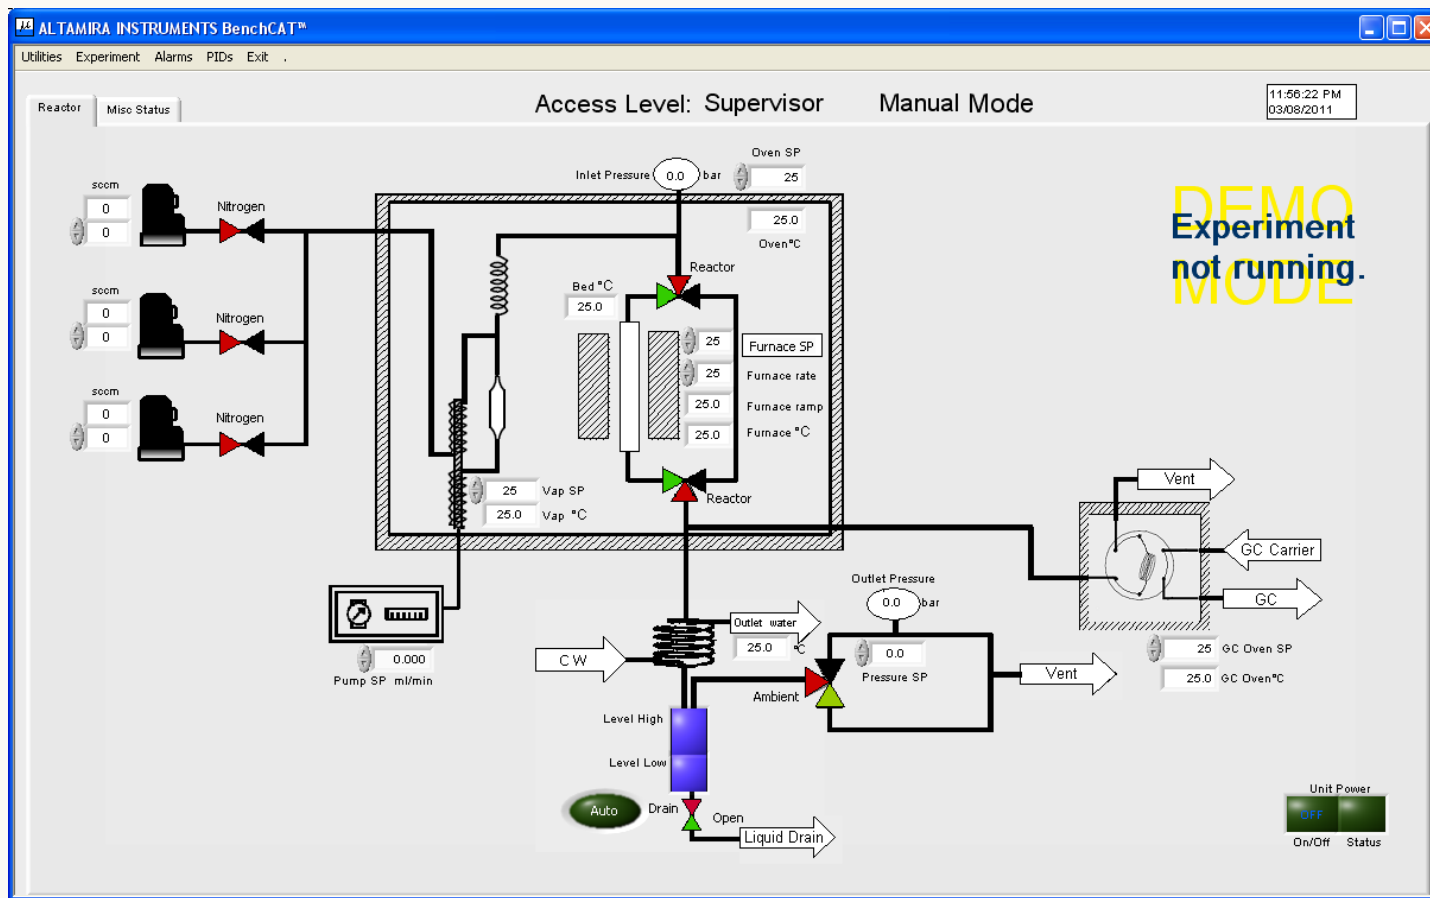 μ ALTAMIRA INSTRUMENTS BenchCAT™
Utilities Experiment Alarms PIDs Exit .
Reactor Misc Status
Access Level: Supervisor Manual Mode
11:56:22 PM
03/08/2011
DEMO
MODE
Experiment
not running.
sccm
0
0
Nitrogen
sccm
0
0
Nitrogen
sccm
0
0
Nitrogen
Inlet Pressure 0.0 bar
Oven SP
25
25.0
Oven°C
Reactor
Bed °C
25.0
25 Furnace SP
25 Furnace rate
25.0 Furnace ramp
25.0 Furnace °C
Reactor
25 Vap SP
25.0 Vap °C
0.000
Pump SP ml/min
CW
Outlet water
25.0 °C
Outlet Pressure
0.0 bar
0.0
Pressure SP
Ambient
Vent
Vent
GC Carrier
GC
25 GC Oven SP
25.0 GC Oven°C
Level High
Level Low
Auto
Drain
Open
Liquid Drain
Unit Power
OFF
On/Off Status